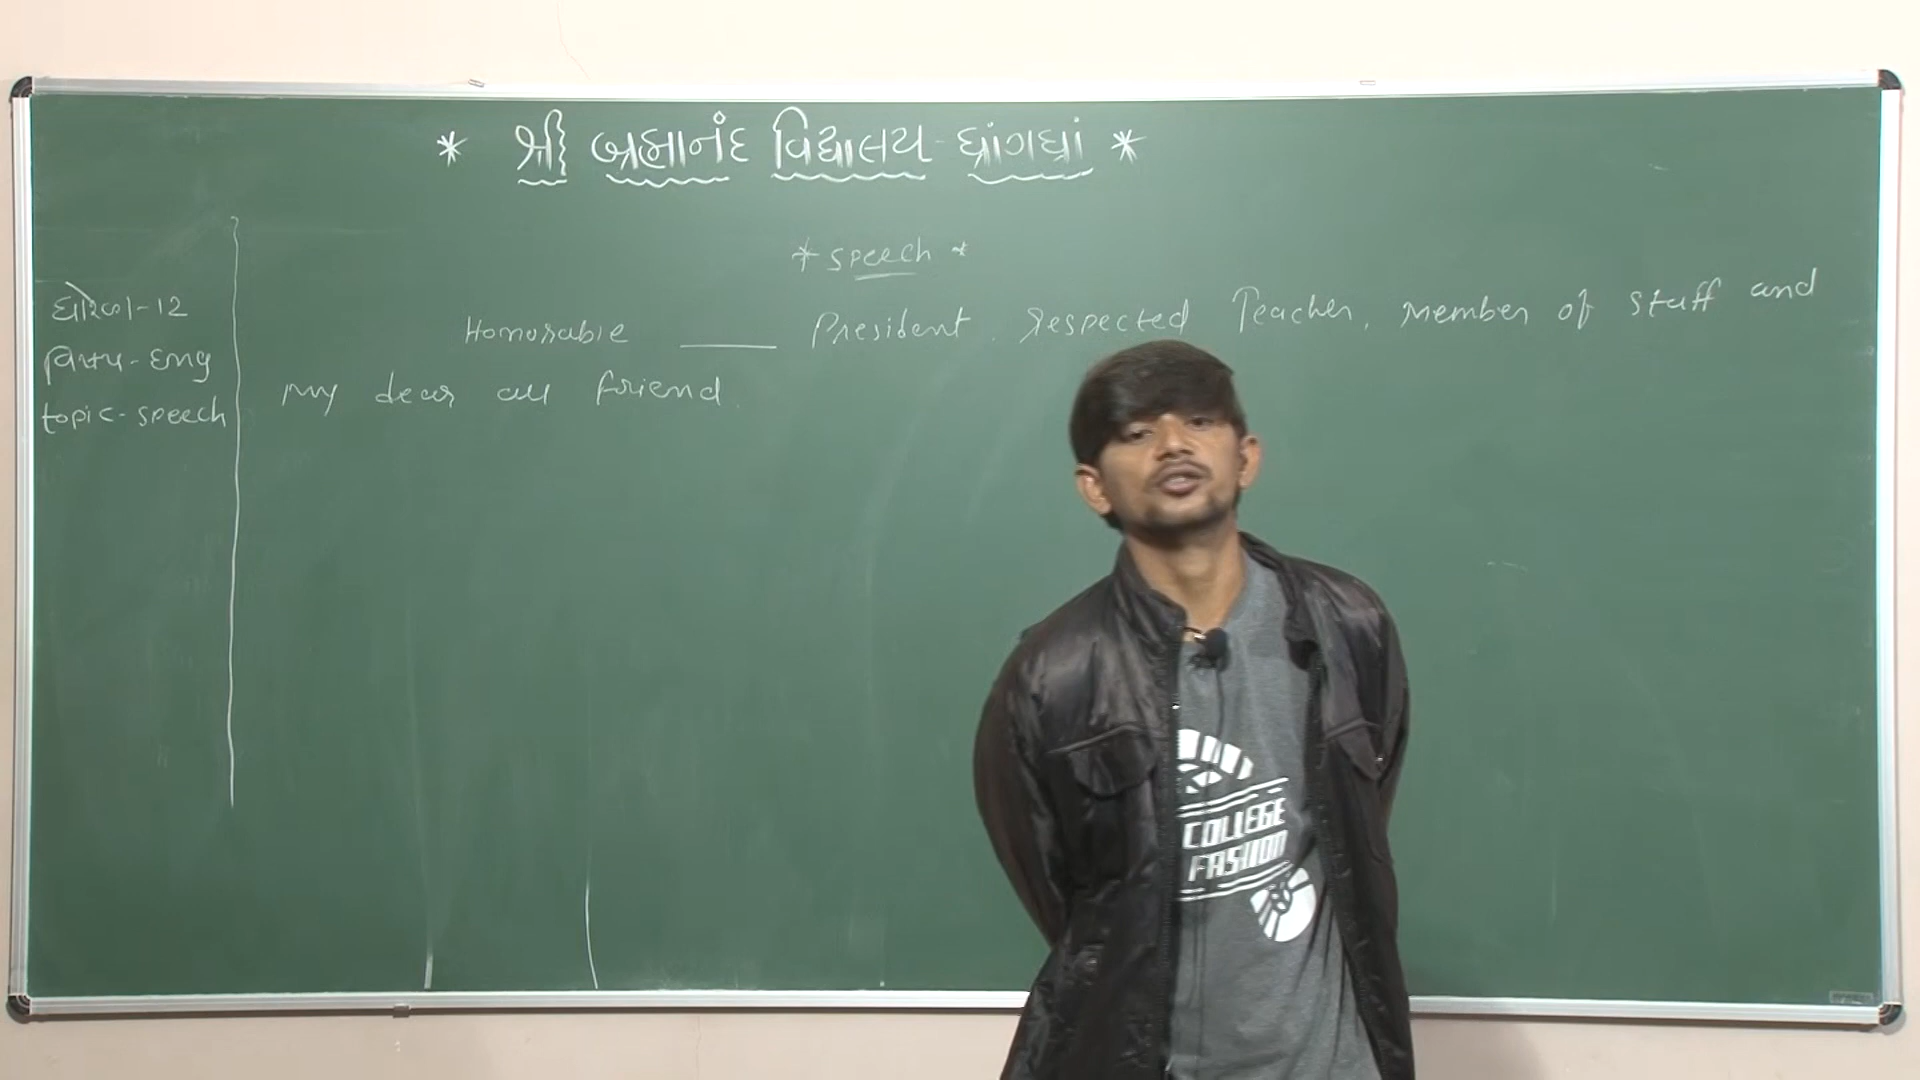 * શ્રી બ્રહ્માનંદ વિદ્યાલય - ધ્રાંગધ્રાં *
* speech *
ધોરણ-12
વિષય - Eng
topic - speech
Honorable ____ President. respected Teacher, member of staff and
my dear all friend.
COLLEGE
FASHION